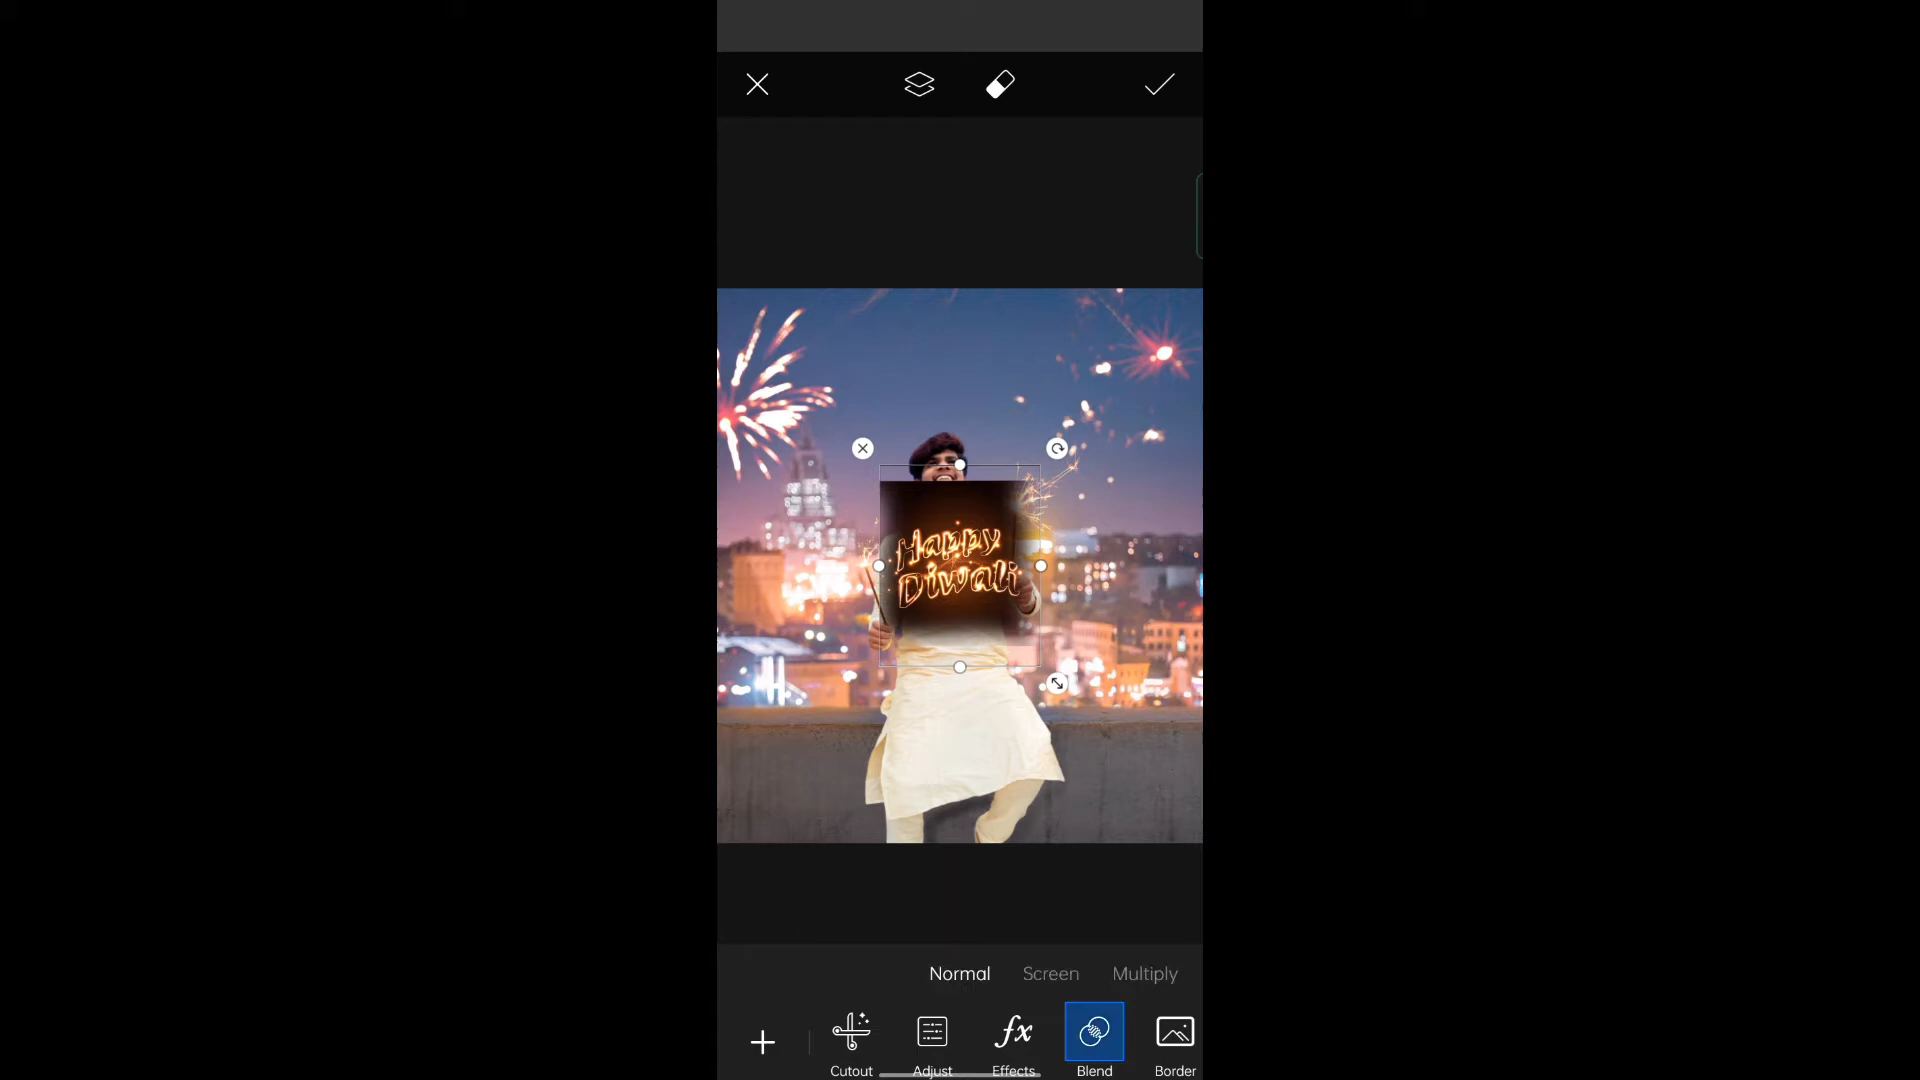 Happy
Diwali
Normal Screen Multiply
Cutout Adjust Effects Blend Border